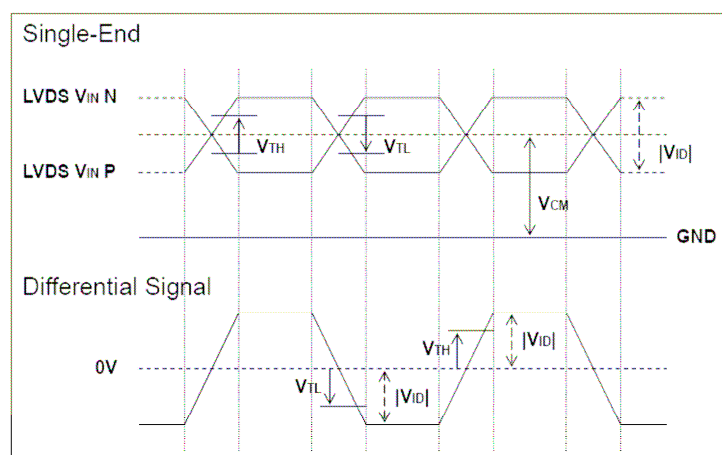 Single-End
LVDS VIN N
VTH
VTL
|VID|
LVDS VIN P
VCM
GND
Differential Signal
VTH
|VID|
0V
VTL
|VID|